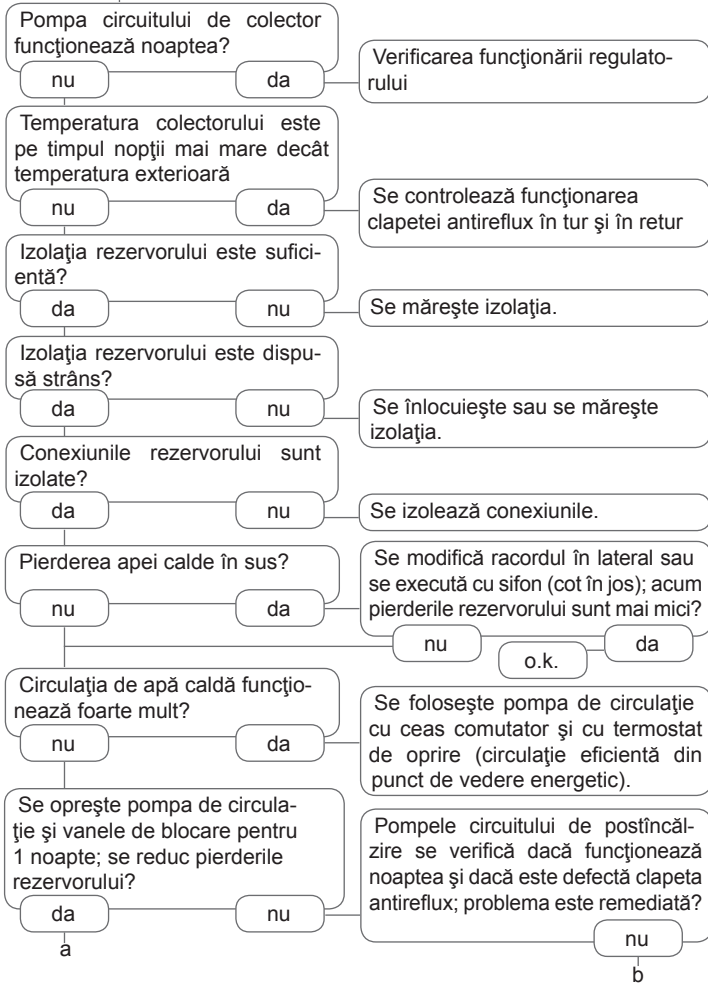 Pompa circuitului de colector
funcţionează noaptea?
nu
da
Verificarea funcţionării regulato-
rului
Temperatura colectorului este
pe timpul nopţii mai mare decât
temperatura exterioară
nu
da
Se controlează funcţionarea
clapetei antireflux în tur şi în retur
Izolaţia rezervorului este sufici-
entă?
da
nu
Se măreşte izolaţia.
Izolaţia rezervorului este dispu-
să strâns?
da
nu
Se înlocuieşte sau se măreşte
izolaţia.
Conexiunile rezervorului sunt
izolate?
da
nu
Se izolează conexiunile.
Pierderea apei calde în sus?
nu
da
Se modifică racordul în lateral sau
se execută cu sifon (cot în jos); acum
pierderile rezervorului sunt mai mici?
nu
da
o.k.
Circulaţia de apă caldă funcţio-
nează foarte mult?
nu
da
Se foloseşte pompa de circulaţie
cu ceas comutator şi cu termostat
de oprire (circulaţie eficientă din
punct de vedere energetic).
Se opreşte pompa de circula-
ţie şi vanele de blocare pentru
1 noapte; se reduc pierderile
rezervorului?
da
nu
a
Pompele circuitului de postîncăl-
zire se verifică dacă funcţionează
noaptea şi dacă este defectă clapeta
antireflux; problema este remediată?
nu
b